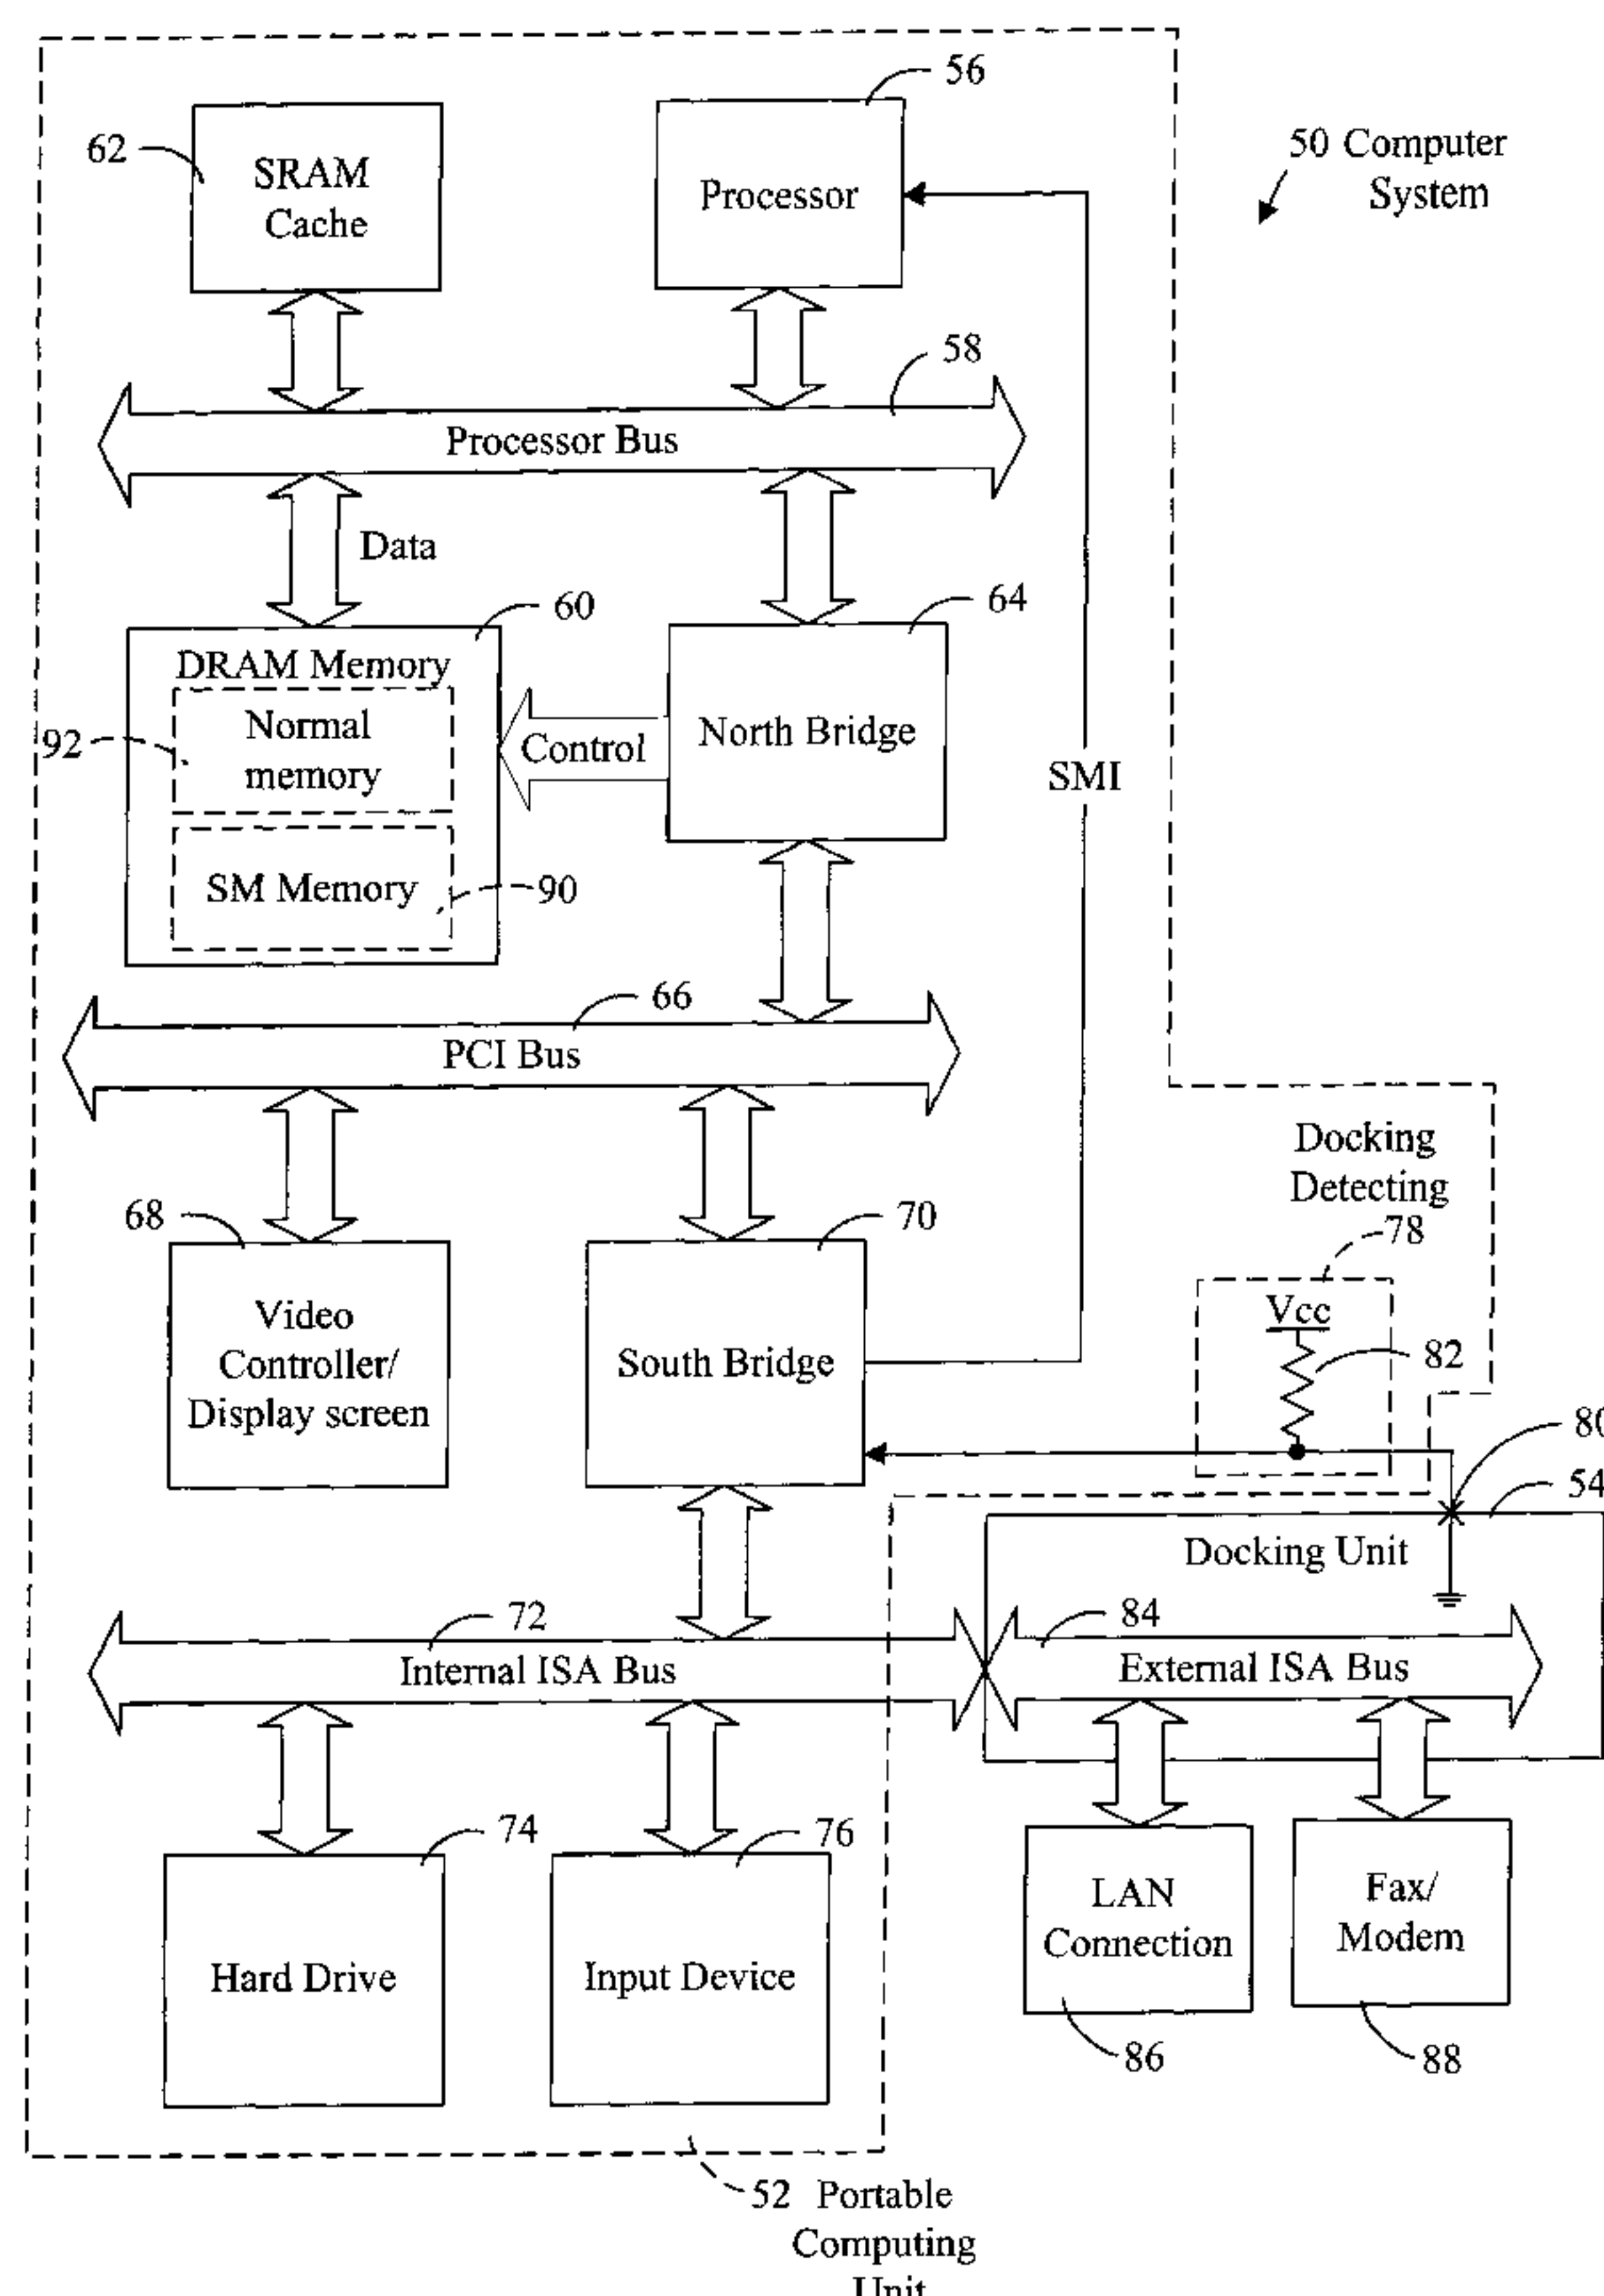 56
62
SRAM
Cache
Processor
50 Computer
System
58
Processor Bus
Data
60
64
DRAM Memory
Normal
memory
92
Control
North Bridge
SMI
SM Memory
90
66
PCI Bus
Docking
Detecting
68
70
78
Vcc
Video
Controller/
Display screen
South Bridge
82
80
54
Docking Unit
72
84
Internal ISA Bus
External ISA Bus
74
76
LAN
Connection
Fax/
Modem
Hard Drive
Input Device
86
88
52 Portable
Computing
Unit